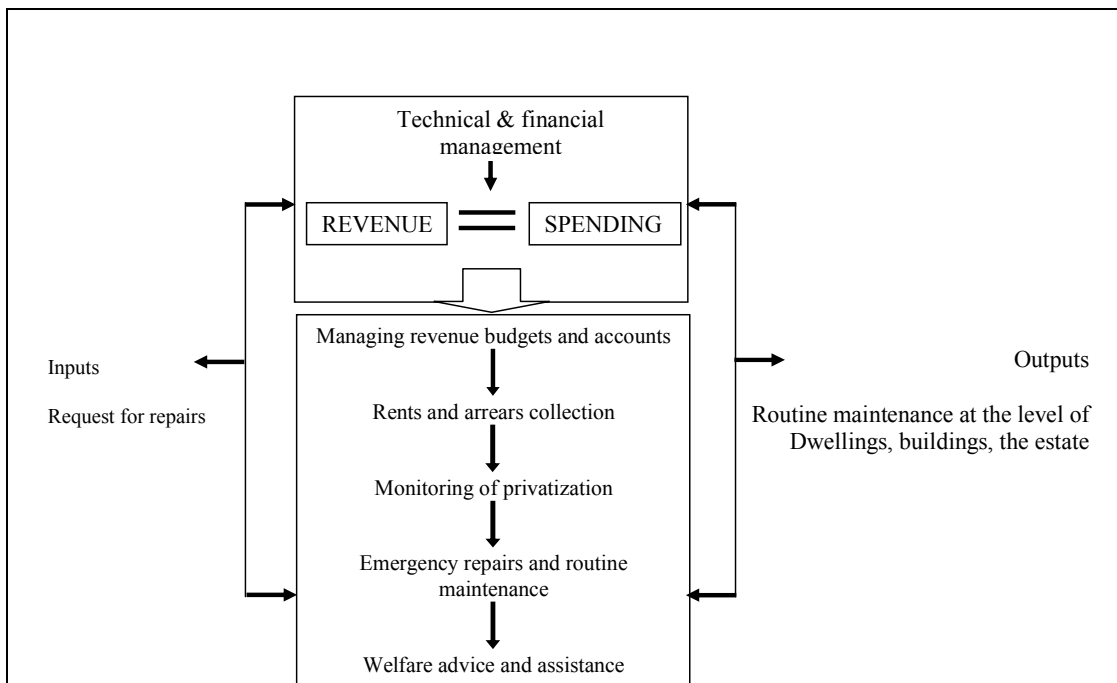 Technical & financial
management
REVENUE
SPENDING
Managing revenue budgets and accounts
Inputs
Request for repairs
Outputs
Routine maintenance at the level of
Dwellings, buildings, the estate
Rents and arrears collection
Monitoring of privatization
Emergency repairs and routine
maintenance
Welfare advice and assistance